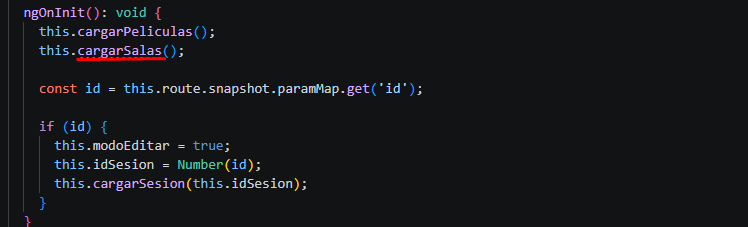 ngOnInit(): void {
this.cargarPeliculas();
this.cargarSalas();
const id = this.route.snapshot.paramMap.get('id');
if (id) {
this.modoEditar = true;
this.idSesion = Number(id);
this.cargarSesion(this.idSesion);
}
}